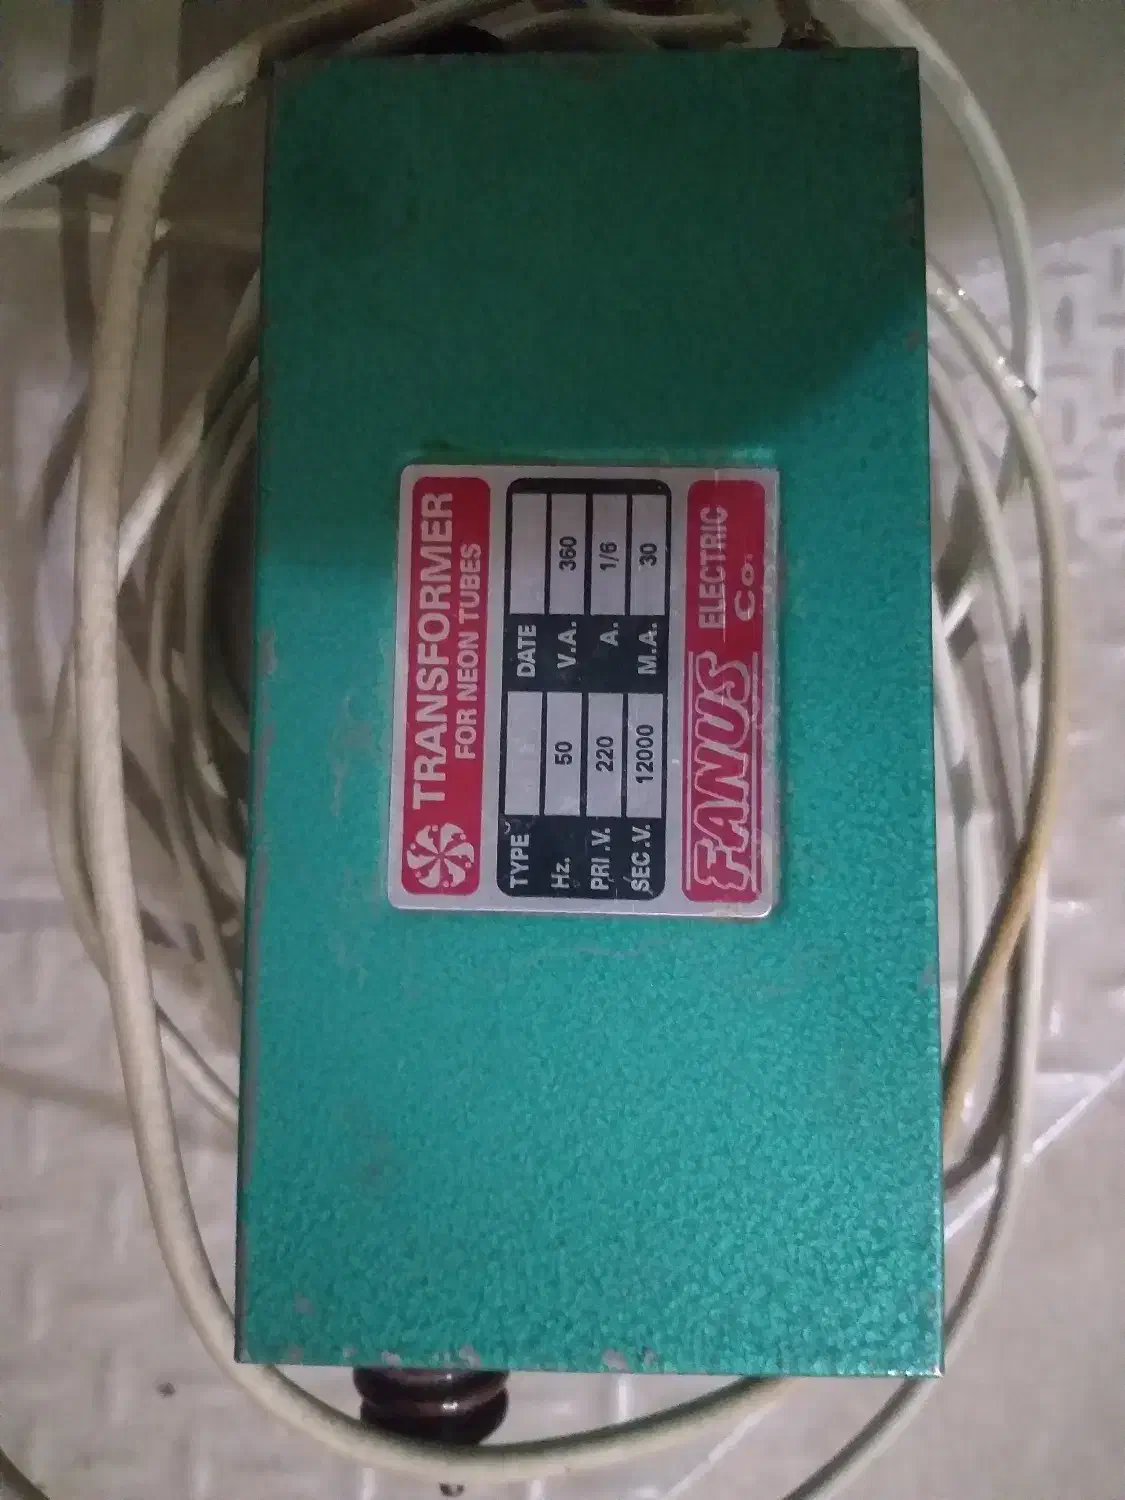 TRANSFORMER
FOR NEON TUBES
TYPE DATE
Hz. 50 V.A. 360
PRI.V. 220 A. 1/6
SEC.V. 12000 M.A. 30
FANUS ELECTRIC Co.